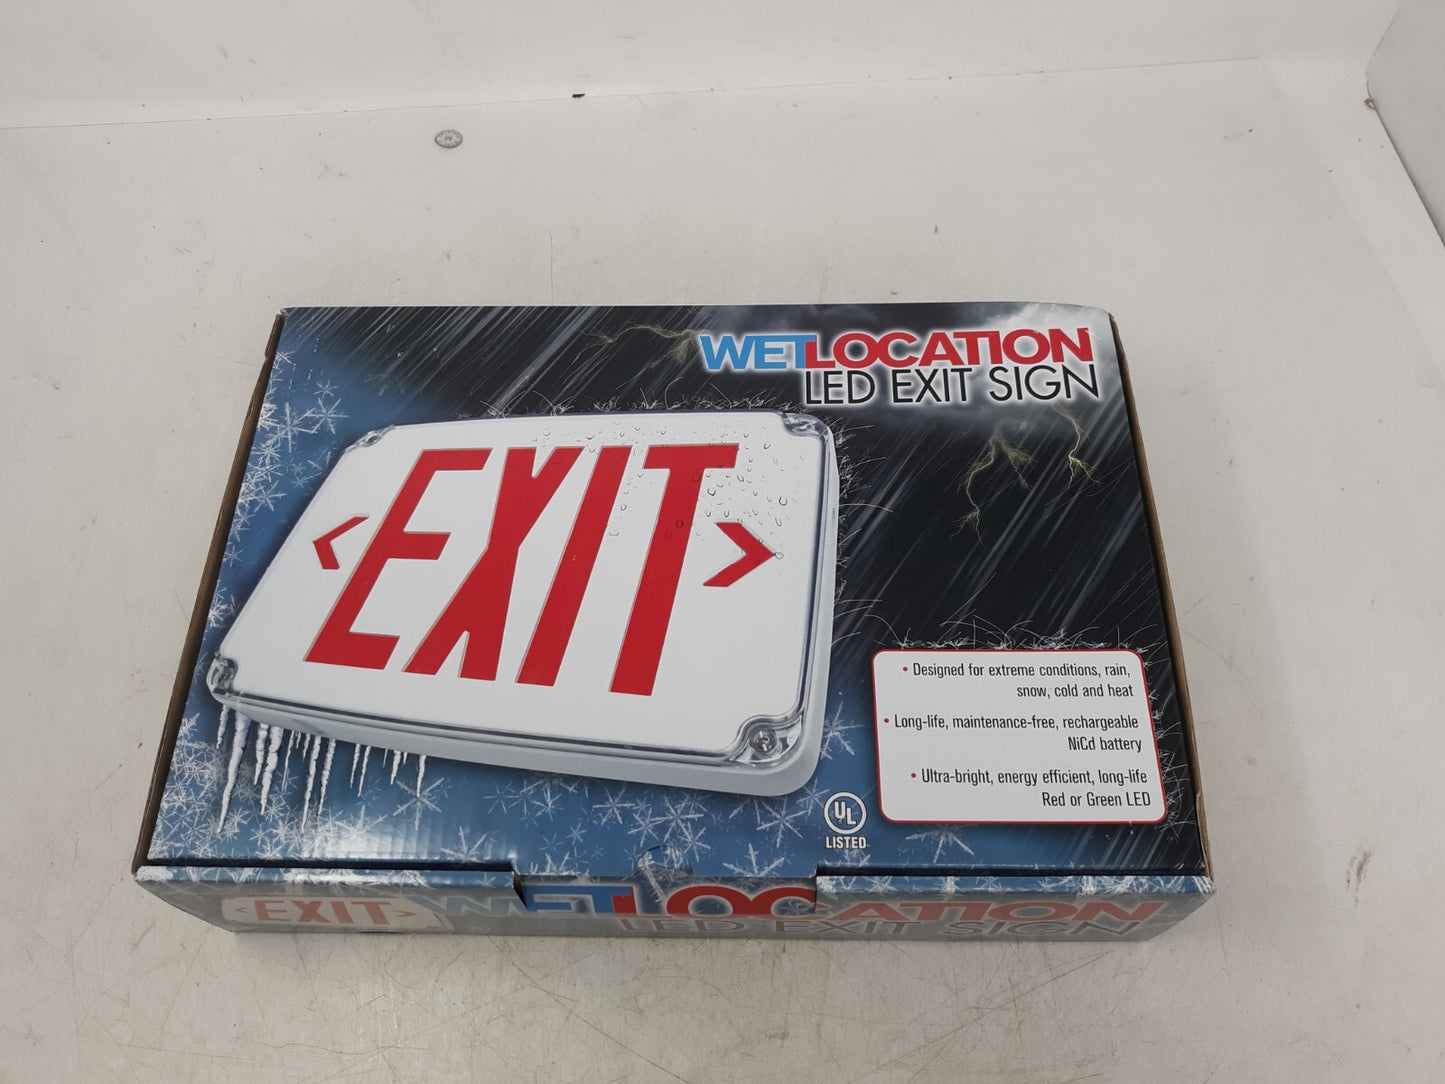 WETLOCATION
LED EXIT SIGN
<EXIT>
• Designed for extreme conditions, rain,
snow, cold and heat
• Long-life, maintenance-free, rechargeable
NiCd battery
• Ultra-bright, energy efficient, long-life
Red or Green LED
UL
LISTED
<EXIT>
WETLOCATION
LED EXIT SIGN